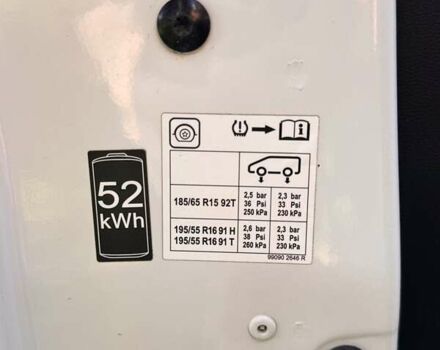 52
kWh
185/65 R15 92T
2,5 bar
36 Psi
250 kPa
2,3 bar
33 Psi
230 kPa
195/55 R16 91 H
195/55 R16 91 T
2,6 bar
38 Psi
260 kPa
2,3 bar
33 Psi
230 kPa
99090 2646 R